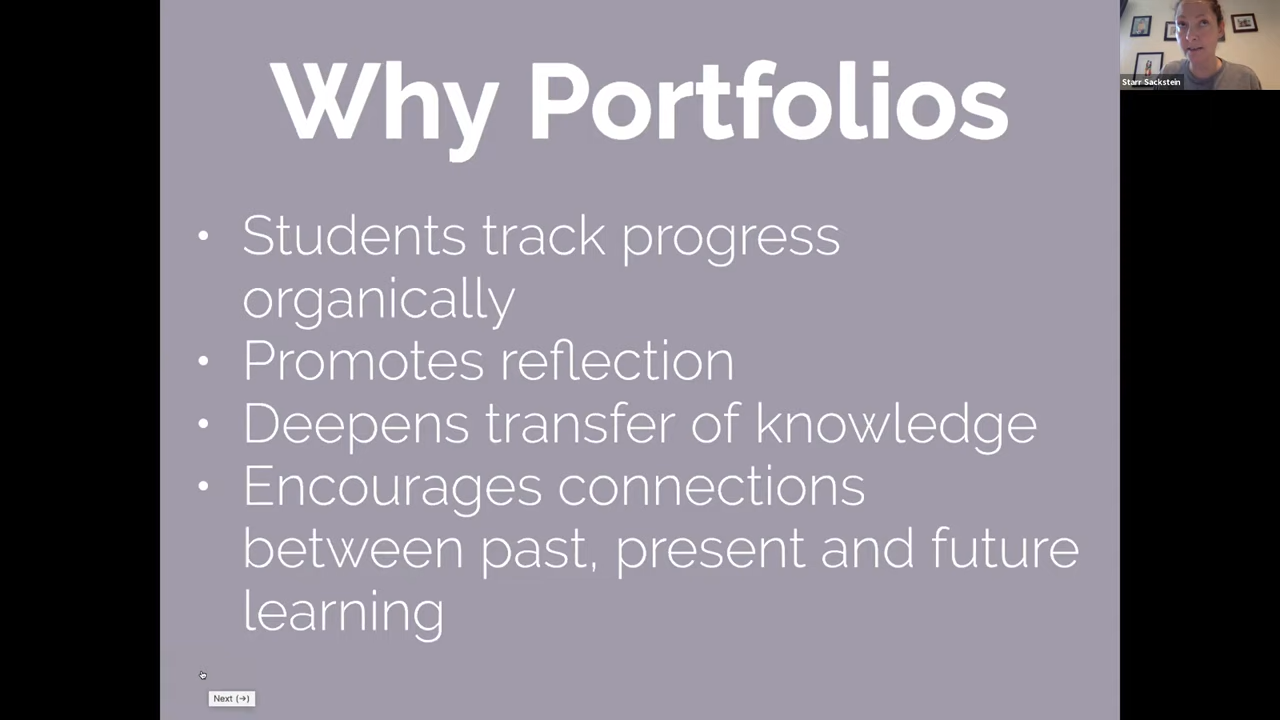 Why Portfolios
• Students track progress
organically
• Promotes reflection
• Deepens transfer of knowledge
• Encourages connections
between past, present and future
learning
Starr Sackstein
Next (→)